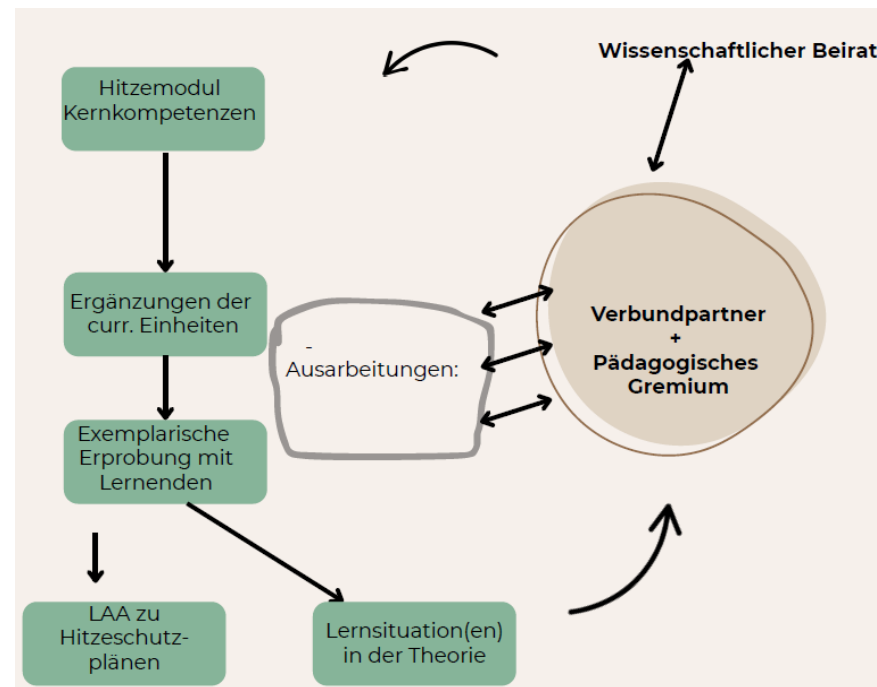 Wissenschaftlicher Beirat
Hitzemodul
Kernkompetenzen
Ergänzungen der
curr. Einheiten
-
Ausarbeitungen:
Verbundpartner
+
Pädagogisches
Gremium
Exemplarische
Erprobung mit
Lernenden
LAA zu
Hitzeschutz-
plänen
Lernsituation(en)
in der Theorie